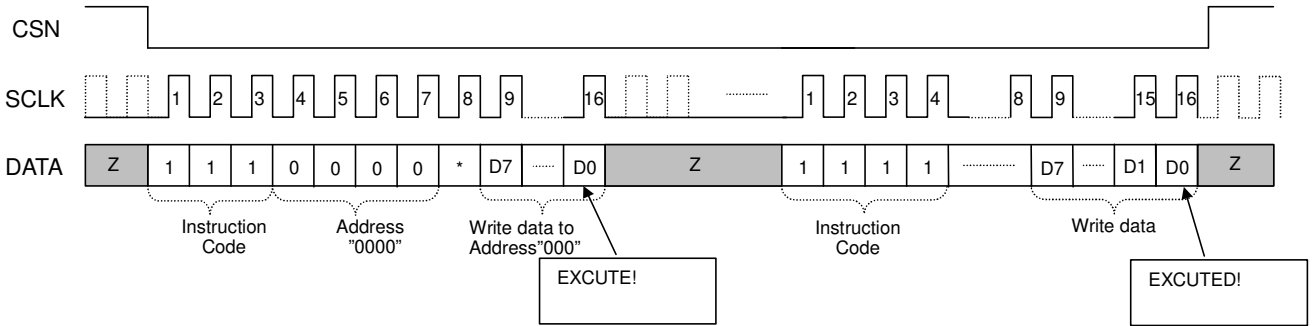 CSN
SCLK 1 2 3 4 5 6 7 8 9 16 1 2 3 4 8 9 15 16
DATA Z 1 1 1 0 0 0 0 * D7 D0 Z 1 1 1 1 D7 D1 D0 Z
Instruction
Code
Address
"0000"
Write data to
Address"000"
Instruction
Code
Write data
EXCUTE!
EXCUTED!